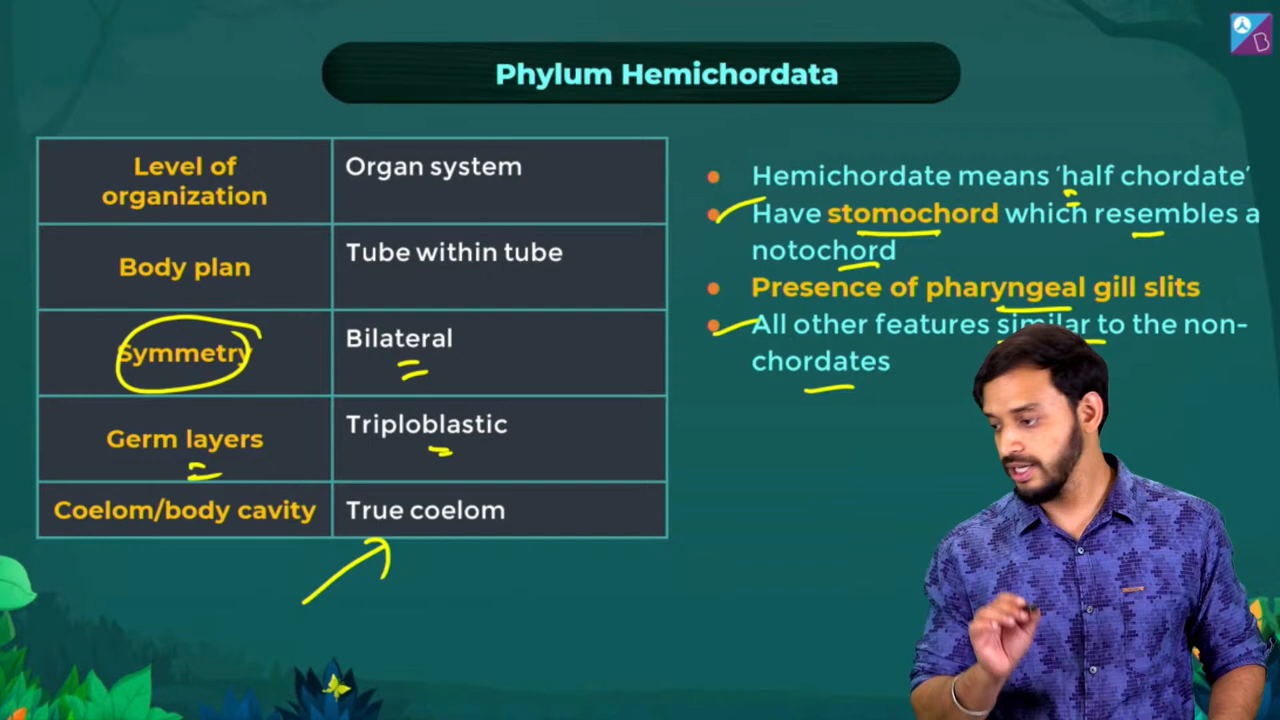 Phylum Hemichordata
Level of
organization
Organ system
Body plan
Tube within tube
Symmetry
Bilateral
Germ layers
Triploblastic
Coelom/body cavity
True coelom
Hemichordate means ‘half chordate’
Have stomochord which resembles a
notochord
Presence of pharyngeal gill slits
All other features similar to the non-
chordates
B